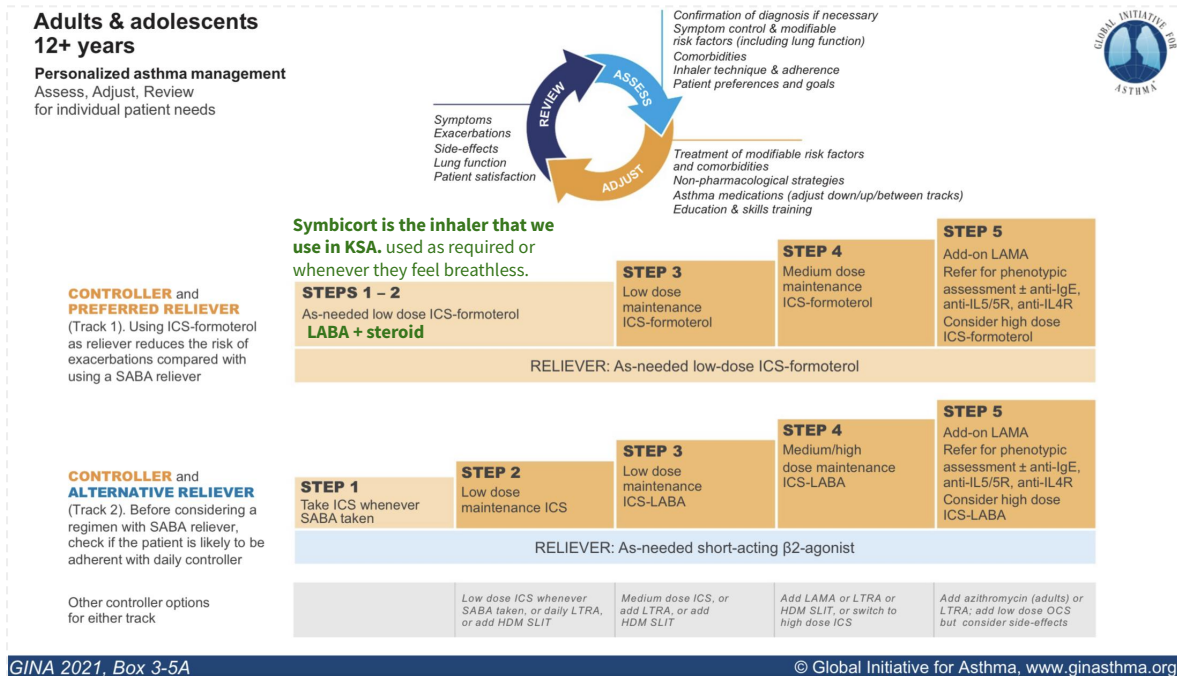 Adults & adolescents
12+ years
Personalized asthma management
Assess, Adjust, Review
for individual patient needs
Confirmation of diagnosis if necessary
Symptom control & modifiable
risk factors (including lung function)
Comorbidities
Inhaler technique & adherence
Patient preferences and goals
GLOBAL INITIATIVE FOR
ASTHMA
REVIEW
ASSESS
ADJUST
Symptoms
Exacerbations
Side-effects
Lung function
Patient satisfaction
Treatment of modifiable risk factors
and comorbidities
Non-pharmacological strategies
Asthma medications (adjust down/up/between tracks)
Education & skills training
Symbicort is the inhaler that we
use in KSA. used as required or
whenever they feel breathless.
CONTROLLER and
PREFERRED RELIEVER
(Track 1). Using ICS-formoterol
as reliever reduces the risk of
exacerbations compared with
using a SABA reliever
STEPS 1 – 2
As-needed low dose ICS-formoterol
LABA + steroid
STEP 3
Low dose
maintenance
ICS-formoterol
STEP 4
Medium dose
maintenance
ICS-formoterol
STEP 5
Add-on LAMA
Refer for phenotypic
assessment ± anti-IgE,
anti-IL5/5R, anti-IL4R
Consider high dose
ICS-formoterol
RELIEVER: As-needed low-dose ICS-formoterol
CONTROLLER and
ALTERNATIVE RELIEVER
(Track 2). Before considering a
regimen with SABA reliever,
check if the patient is likely to be
adherent with daily controller
STEP 1
Take ICS whenever
SABA taken
STEP 2
Low dose
maintenance ICS
STEP 3
Low dose
maintenance
ICS-LABA
STEP 4
Medium/high
dose maintenance
ICS-LABA
STEP 5
Add-on LAMA
Refer for phenotypic
assessment ± anti-IgE,
anti-IL5/5R, anti-IL4R
Consider high dose
ICS-LABA
RELIEVER: As-needed short-acting β2-agonist
Other controller options
for either track
Low dose ICS whenever
SABA taken, or daily LTRA,
or add HDM SLIT
Medium dose ICS, or
add LTRA, or add
HDM SLIT
Add LAMA or LTRA or
HDM SLIT, or switch to
high dose ICS
Add azithromycin (adults) or
LTRA; add low dose OCS
but consider side-effects
GINA 2021, Box 3-5A
© Global Initiative for Asthma, www.ginasthma.org